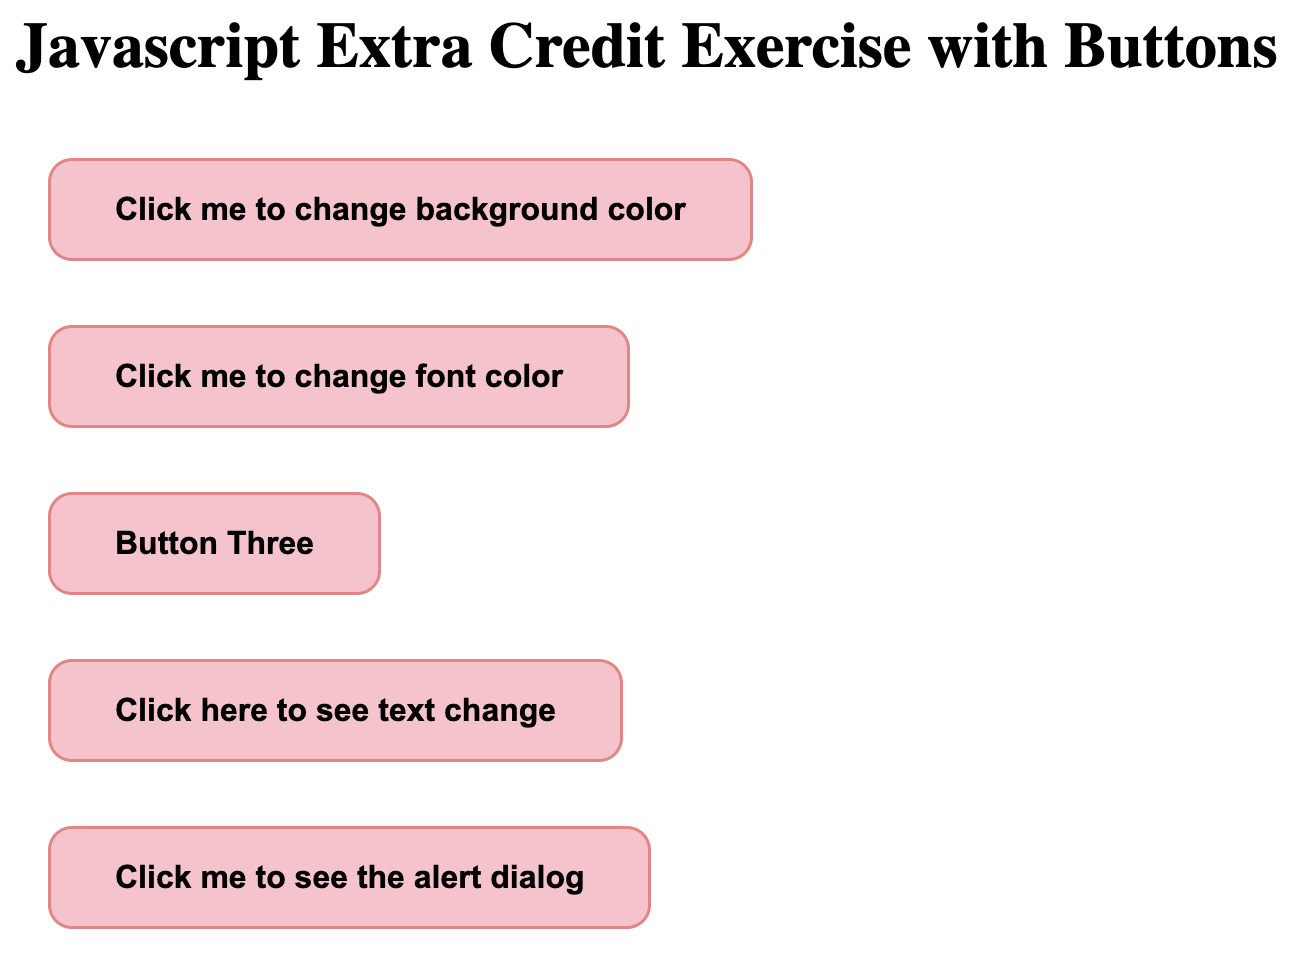 Javascript Extra Credit Exercise with Buttons
Click me to change background color
Click me to change font color
Button Three
Click here to see text change
Click me to see the alert dialog